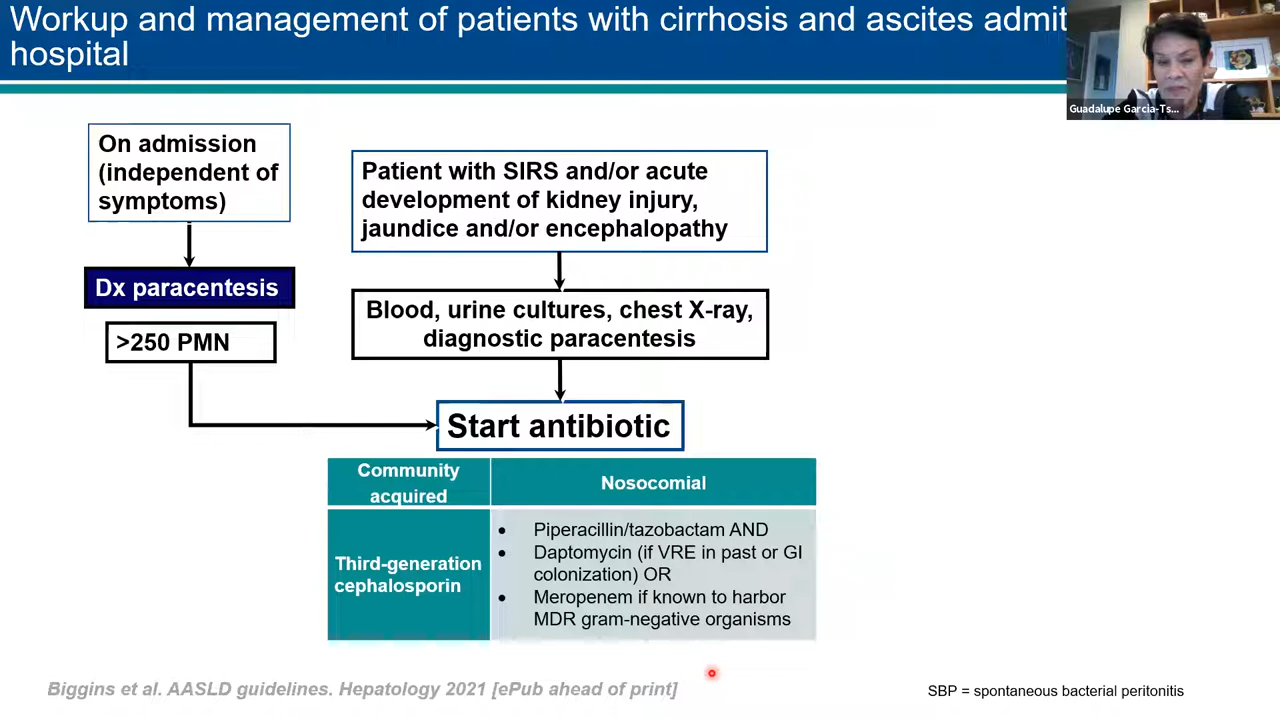 Workup and management of patients with cirrhosis and ascites admit
hospital
Guadalupe Garcia-Ts...
On admission
(independent of
symptoms)
Dx paracentesis
>250 PMN
Patient with SIRS and/or acute
development of kidney injury,
jaundice and/or encephalopathy
Blood, urine cultures, chest X-ray,
diagnostic paracentesis
Start antibiotic
Community
acquired
Nosocomial
Third-generation
cephalosporin
• Piperacillin/tazobactam AND
• Daptomycin (if VRE in past or GI
colonization) OR
• Meropenem if known to harbor
MDR gram-negative organisms
Biggins et al. AASLD guidelines. Hepatology 2021 [ePub ahead of print]
SBP = spontaneous bacterial peritonitis